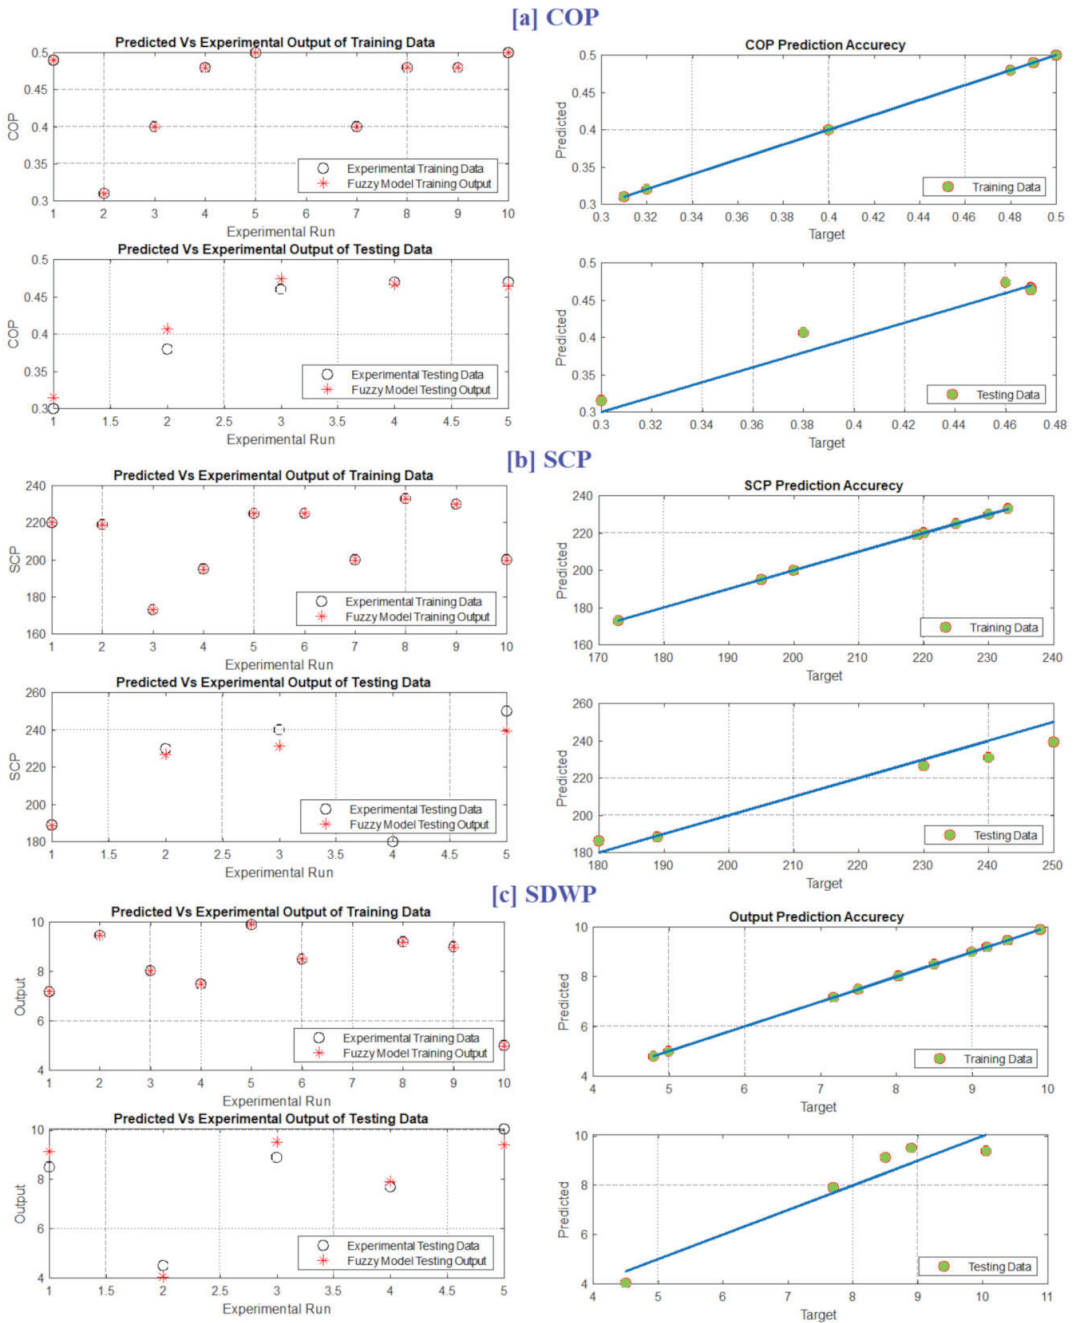 [a] COP
Predicted Vs Experimental Output of Training Data
0.5
0.45
0.4
0.35
0.3
COP
Experimental Training Data
Fuzzy Model Training Output
1 2 3 4 5 6 7 8 9 10
Experimental Run
COP Prediction Accurecy
0.5
0.45
0.4
0.35
0.3
Predicted
Training Data
0.3 0.32 0.34 0.36 0.38 0.4 0.42 0.44 0.46 0.48 0.5
Target
Predicted Vs Experimental Output of Testing Data
0.5
0.45
0.4
0.35
0.3
COP
Experimental Testing Data
Fuzzy Model Testing Output
1 1.5 2 2.5 3 3.5 4 4.5 5
Experimental Run
0.5
0.45
0.4
0.35
0.3
Predicted
Testing Data
0.3 0.32 0.34 0.36 0.38 0.4 0.42 0.44 0.46 0.48
Target
[b] SCP
Predicted Vs Experimental Output of Training Data
240
220
200
180
160
SCP
Experimental Training Data
Fuzzy Model Training Output
1 2 3 4 5 6 7 8 9 10
Experimental Run
SCP Prediction Accurecy
240
220
200
180
160
Predicted
Training Data
170 180 190 200 210 220 230 240
Target
Predicted Vs Experimental Output of Testing Data
260
240
220
200
180
SCP
Experimental Testing Data
Fuzzy Model Testing Output
1 1.5 2 2.5 3 3.5 4 4.5 5
Experimental Run
260
240
220
200
180
Predicted
Testing Data
180 190 200 210 220 230 240 250
Target
[c] SDWP
Predicted Vs Experimental Output of Training Data
10
8
6
4
Output
Experimental Training Data
Fuzzy Model Training Output
1 2 3 4 5 6 7 8 9 10
Experimental Run
Output Prediction Accurecy
10
8
6
4
Predicted
Training Data
4 5 6 7 8 9 10
Target
Predicted Vs Experimental Output of Testing Data
10
8
6
4
Output
Experimental Testing Data
Fuzzy Model Testing Output
1 1.5 2 2.5 3 3.5 4 4.5 5
Experimental Run
10
8
6
4
Predicted
Testing Data
4 5 6 7 8 9 10 11
Target